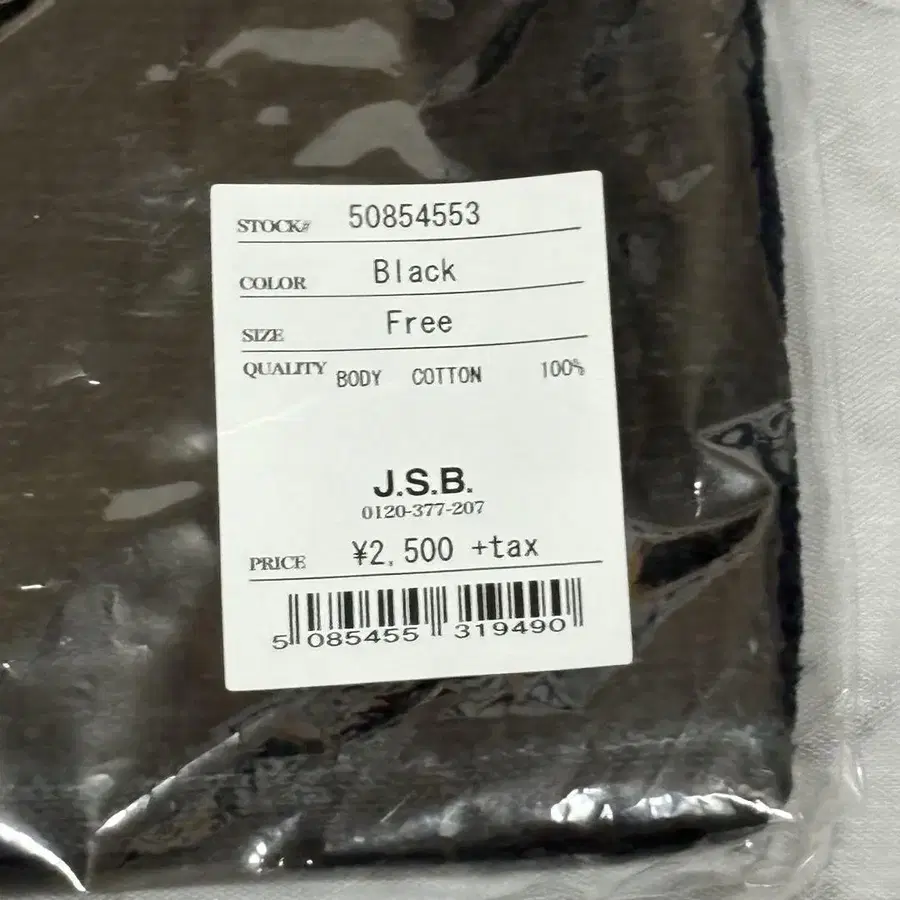 STOCK# 50854553
COLOR Black
SIZE Free
QUALITY BODY COTTON 100%
J.S.B.
0120-377-207
PRICE ¥2,500 +tax
5 085455 319490